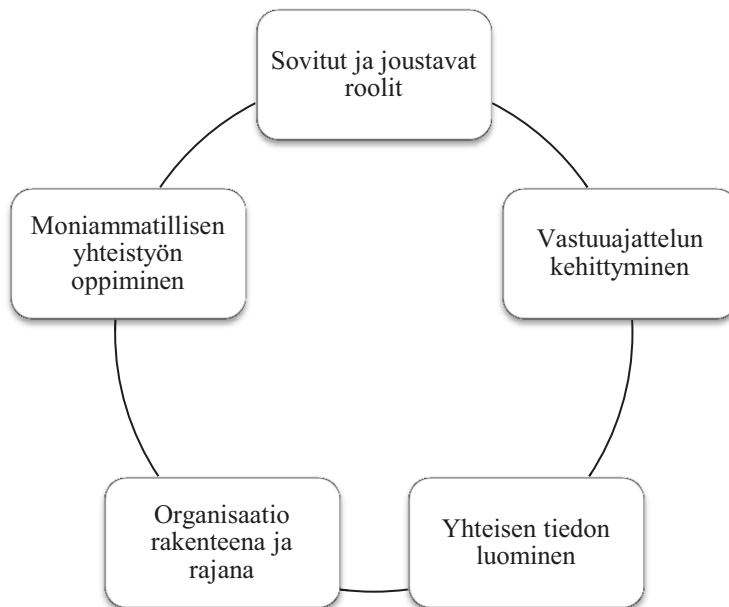 Sovitut ja joustavat
roolit
Vastuuajattelun
kehittyminen
Yhteisen tiedon
luominen
Organisaatio
rakenteena ja
rajana
Moniammatillisen
yhteistyön
oppiminen